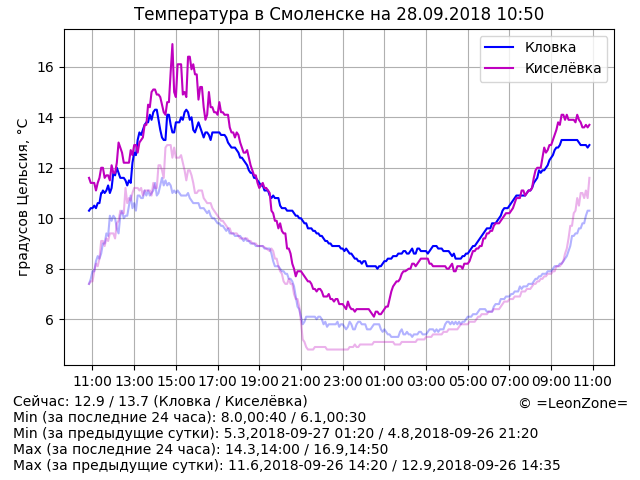 Температура в Смоленске на 28.09.2018 10:50
Кловка
Киселёвка
градусов Цельсия, °C
16
14
12
10
8
6
11:00 13:00 15:00 17:00 19:00 21:00 23:00 01:00 03:00 05:00 07:00 09:00 11:00
Сейчас: 12.9 / 13.7 (Кловка / Киселёвка)
© =LeonZone=
Min (за последние 24 часа): 8.0,00:40 / 6.1,00:30
Min (за предыдущие сутки): 5.3,2018-09-27 01:20 / 4.8,2018-09-26 21:20
Max (за последние 24 часа): 14.3,14:00 / 16.9,14:50
Max (за предыдущие сутки): 11.6,2018-09-26 14:20 / 12.9,2018-09-26 14:35